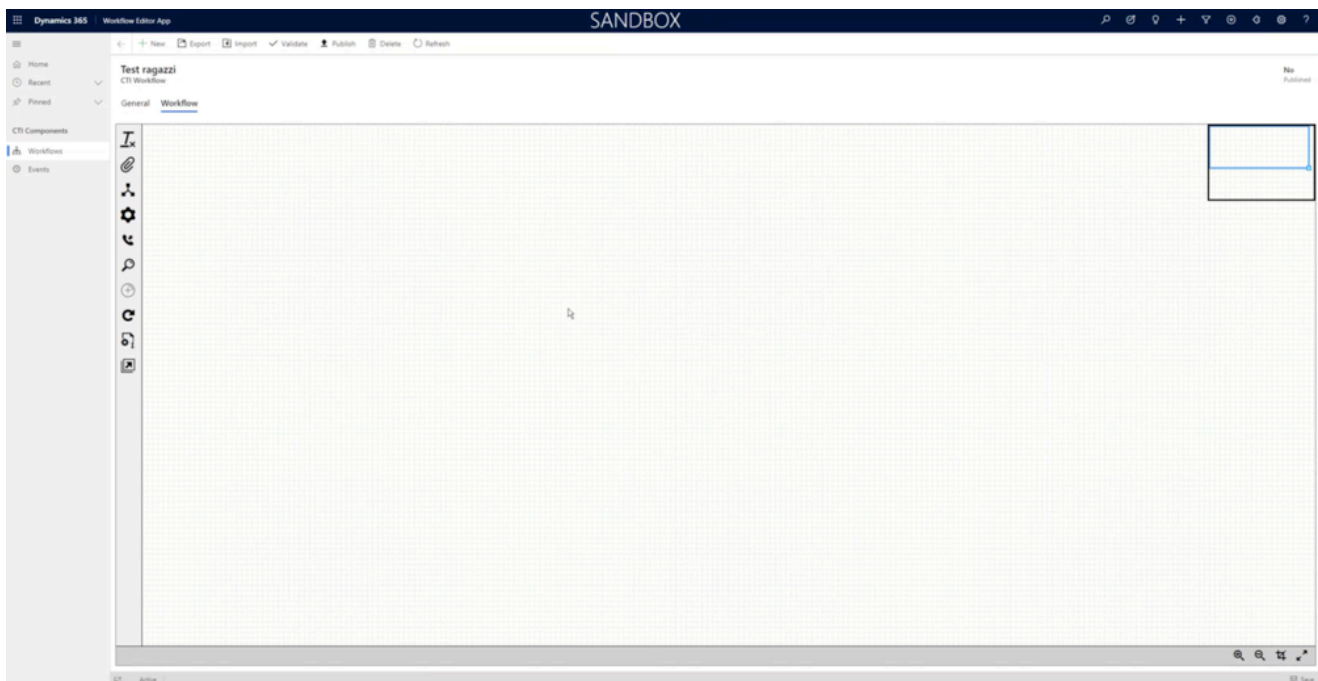 Dynamics 365 Workflow Editor App SANDBOX
New Export Import Validate Publish Delete Refresh
Home
Recent
Pinned
CTI Components
Workflows
Events
Test ragazzi
CTI Workflow
No
Published
General Workflow
Active
Save